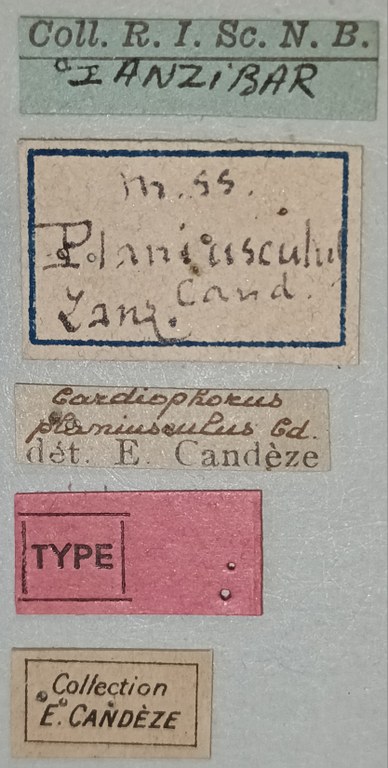 Coll. R. I. Sc. N. B.
ZANZIBAR
m.ss.
Planiusculus
Cand.
Zanz.
Cardiophorus
planiusculus Cd.
dét. E. Candèze
TYPE
Collection
E. CANDÈZE